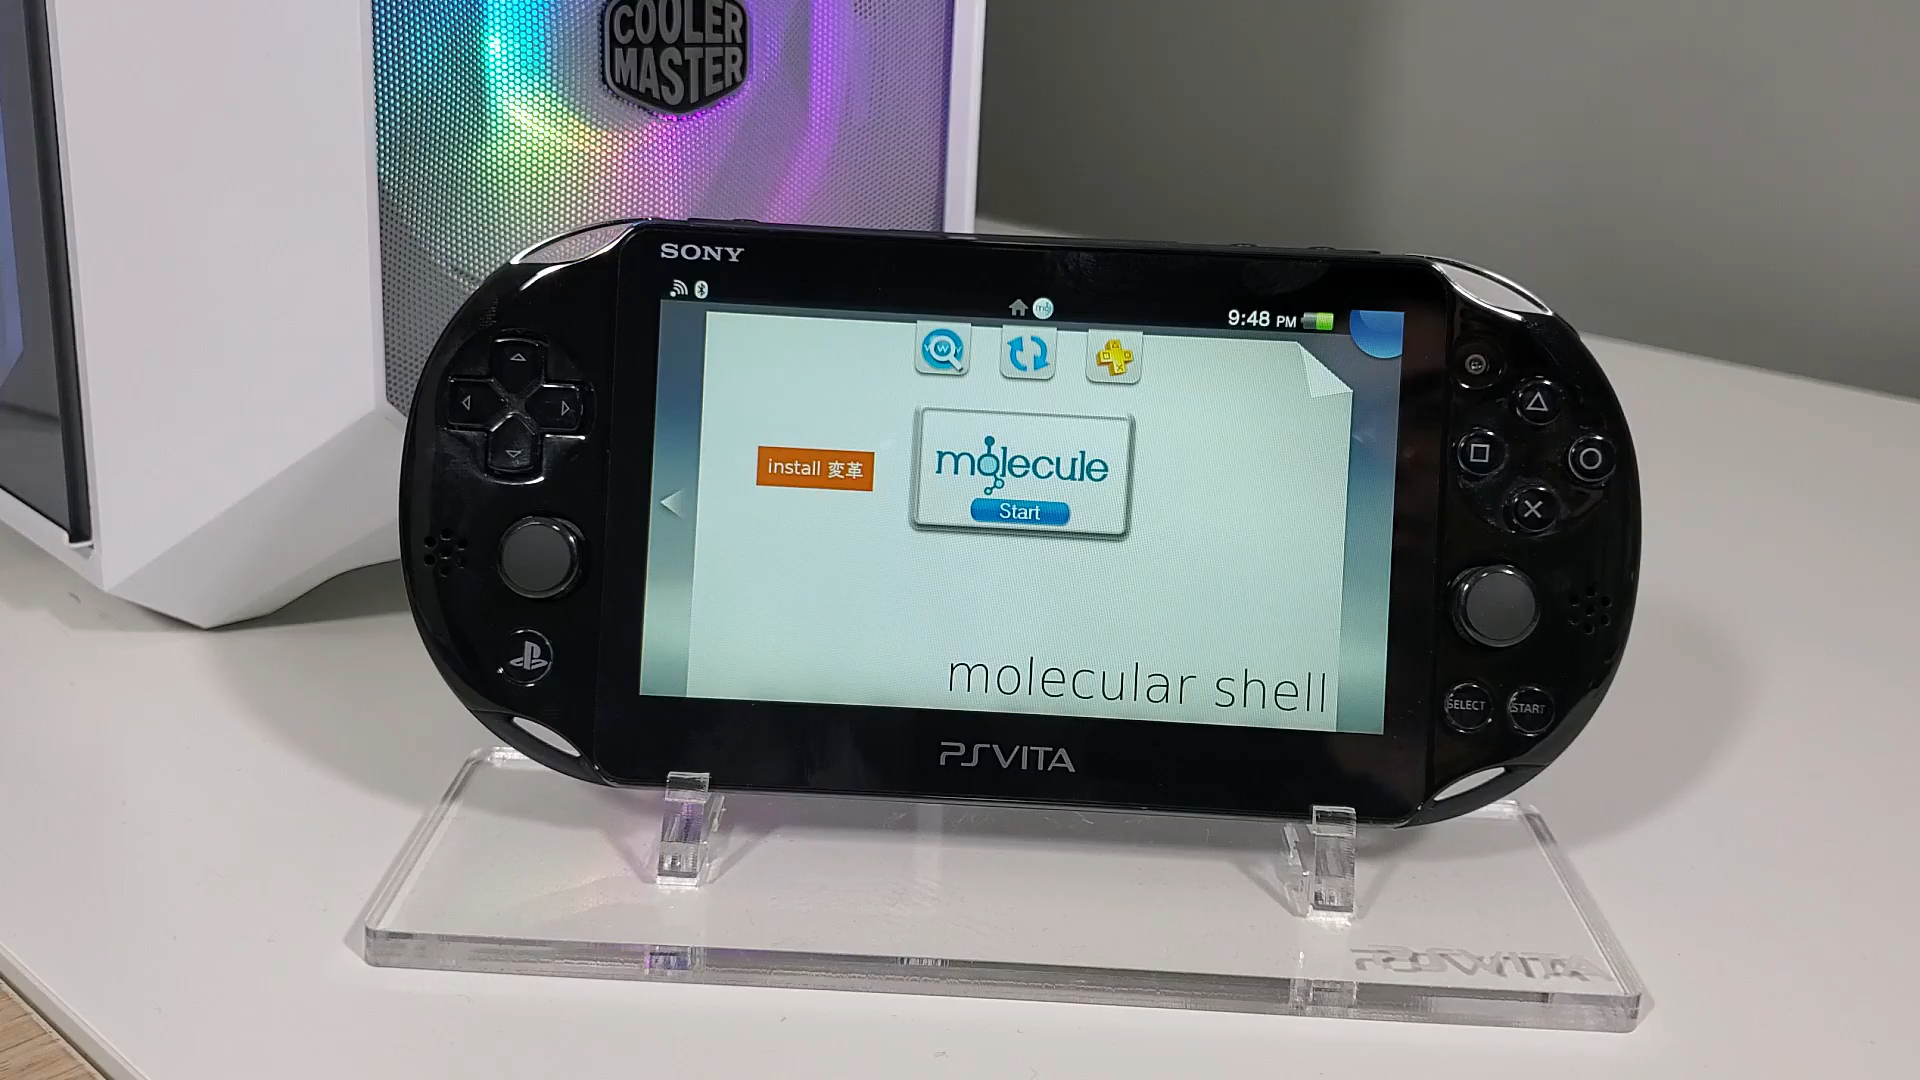 COOLER
MASTER
SONY
9:48 PM
install 変革
molecule
Start
molecular shell
SELECT
START
PSVITA
PSVITA